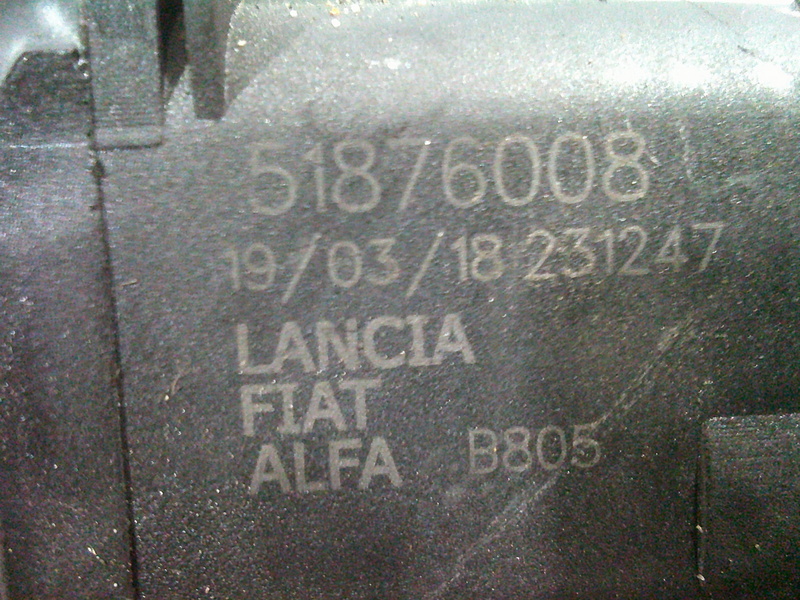 51876008
19/03/18 231247
LANCIA
FIAT
ALFA B805